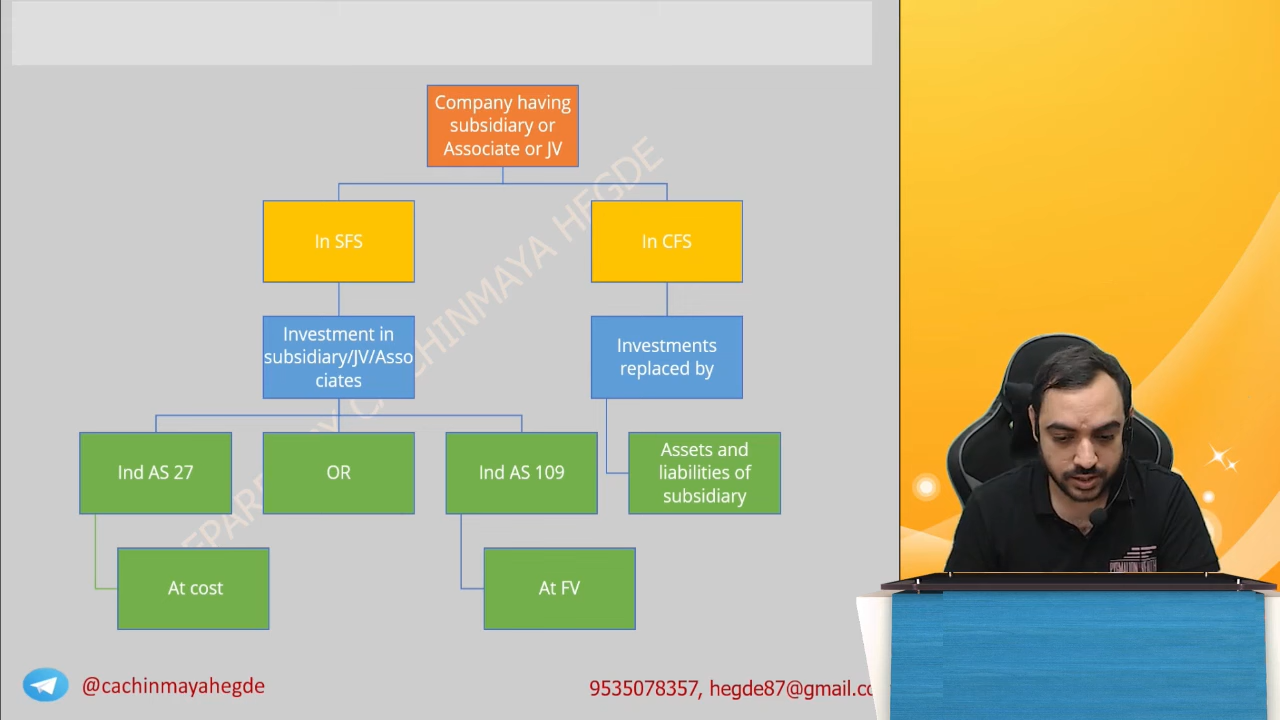 Company having
subsidiary or
Associate or JV
In SFS
In CFS
Investment in
subsidiary/JV/Asso
ciates
Investments
replaced by
Ind AS 27
OR
Ind AS 109
Assets and
liabilities of
subsidiary
At cost
At FV
CHINMAYA HEGDE
@cachinmayahegde
9535078357, hegde87@gmail.co